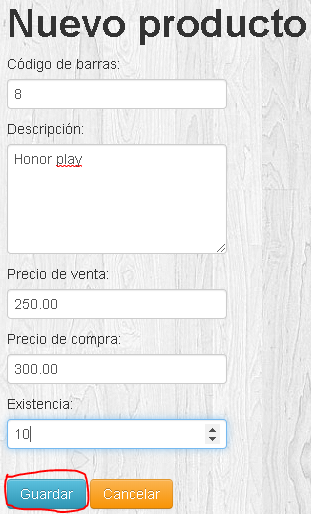 Nuevo producto
Código de barras:
8
Descripción:
Honor play
Precio de venta:
250.00
Precio de compra:
300.00
Existencia:
10
Guardar Cancelar